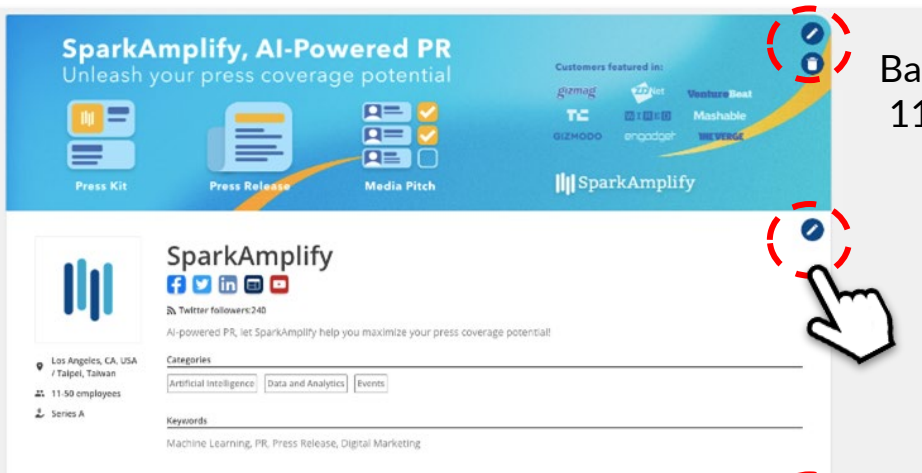 SparkAmplify, AI-Powered PR
Unleash your press coverage potential
Press Kit
Press Release
Media Pitch
Customers featured in:
gizmag
ZDNet
VentureBeat
TC
WIRED
Mashable
GIZMODO
engadget
THE VERGE
SparkAmplify
Ba
11
SparkAmplify
Twitter followers:240
AI-powered PR, let SparkAmplify help you maximize your press coverage potential!
Los Angeles, CA, USA
/ Taipei, Taiwan
11-50 employees
Series A
Categories
Artificial Intelligence
Data and Analytics
Events
Keywords
Machine Learning, PR, Press Release, Digital Marketing